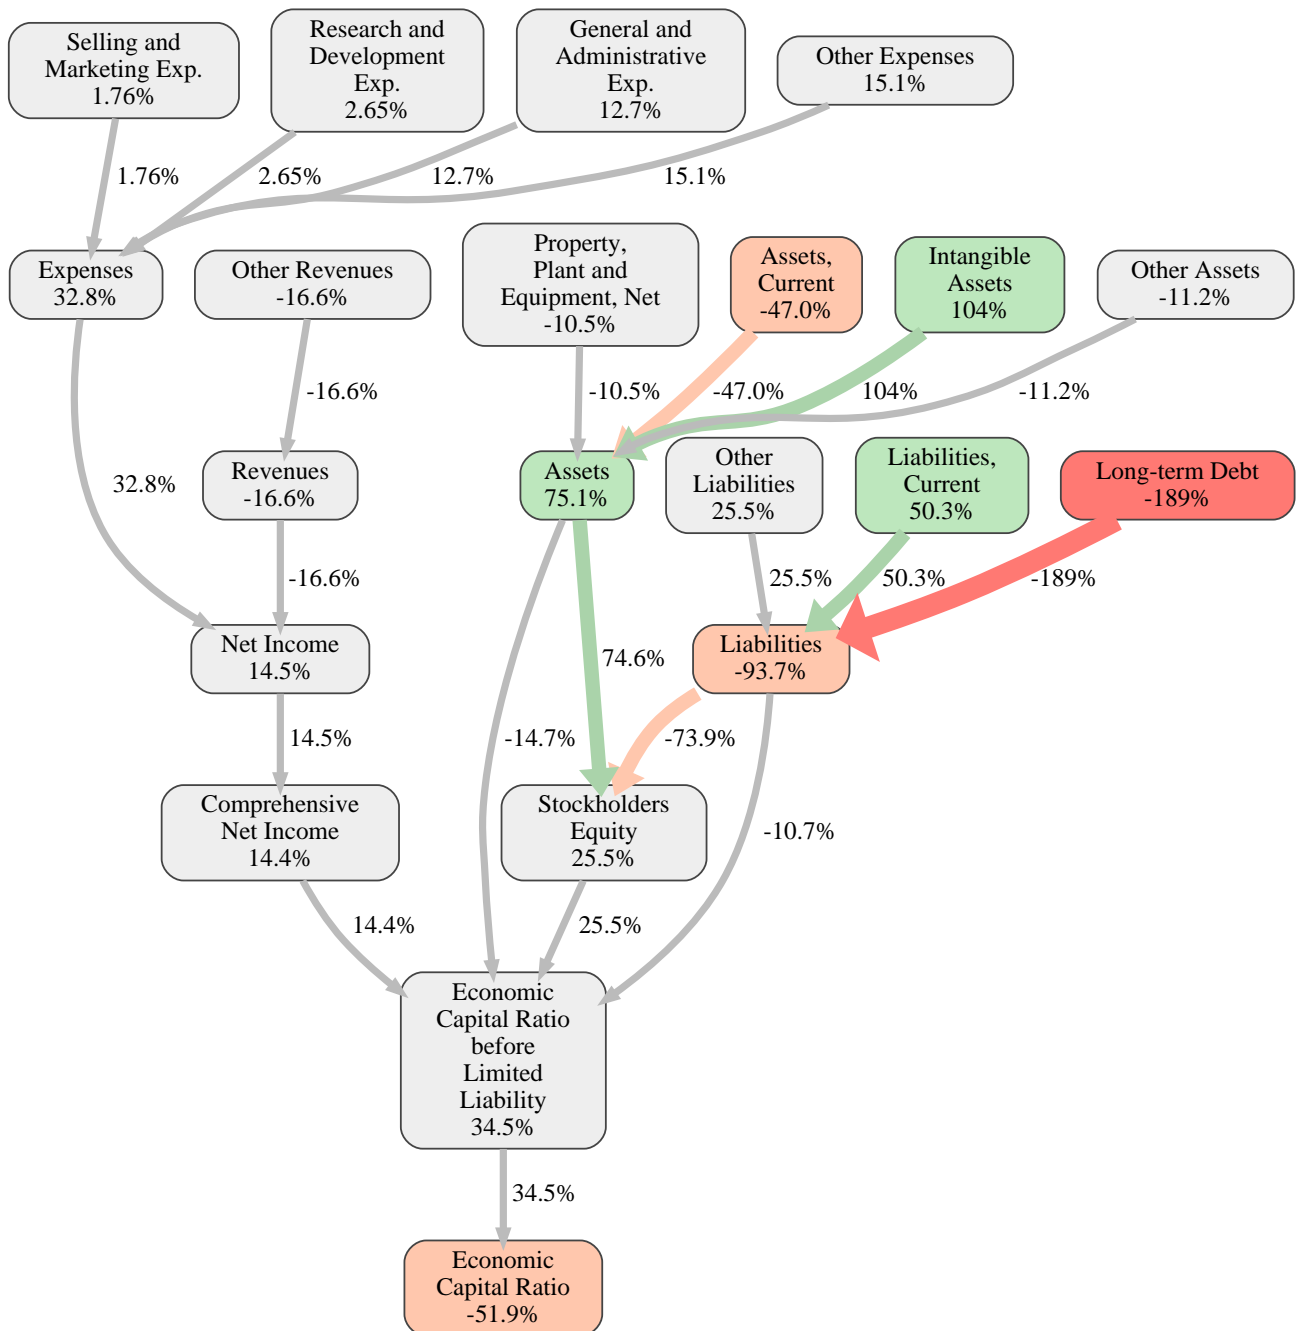 Selling and
Marketing Exp.
1.76%
Research and
Development
Exp.
2.65%
General and
Administrative
Exp.
12.7%
Other Expenses
15.1%
1.76%
2.65%
12.7%
15.1%
Expenses
32.8%
Other Revenues
-16.6%
Property,
Plant and
Equipment, Net
-10.5%
Assets,
Current
-47.0%
Intangible
Assets
104%
Other Assets
-11.2%
-16.6%
-10.5%
-47.0%
104%
-11.2%
32.8%
Revenues
-16.6%
Assets
75.1%
Other
Liabilities
25.5%
Liabilities,
Current
50.3%
Long-term Debt
-189%
-16.6%
25.5%
50.3%
-189%
Net Income
14.5%
74.6%
Liabilities
-93.7%
14.5%
-14.7%
-73.9%
Comprehensive
Net Income
14.4%
Stockholders
Equity
25.5%
-10.7%
14.4%
25.5%
Economic
Capital Ratio
before
Limited
Liability
34.5%
34.5%
Economic
Capital Ratio
-51.9%